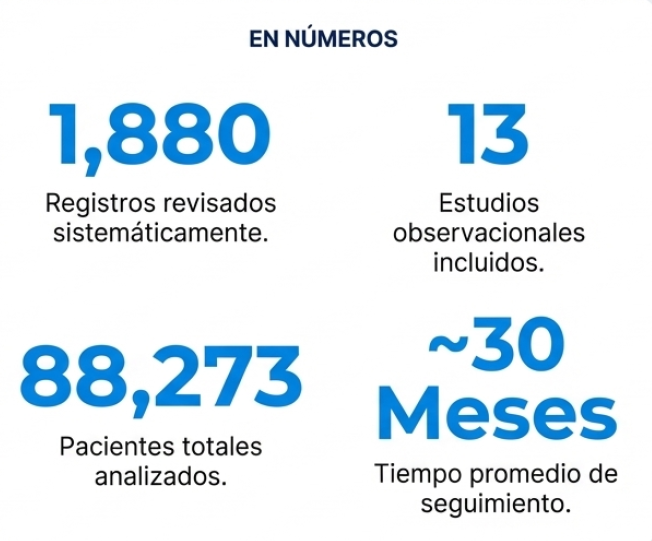 EN NÚMEROS
1,880
Registros revisados
sistemáticamente.
13
Estudios
observacionales
incluidos.
88,273
Pacientes totales
analizados.
~30
Meses
Tiempo promedio de
seguimiento.